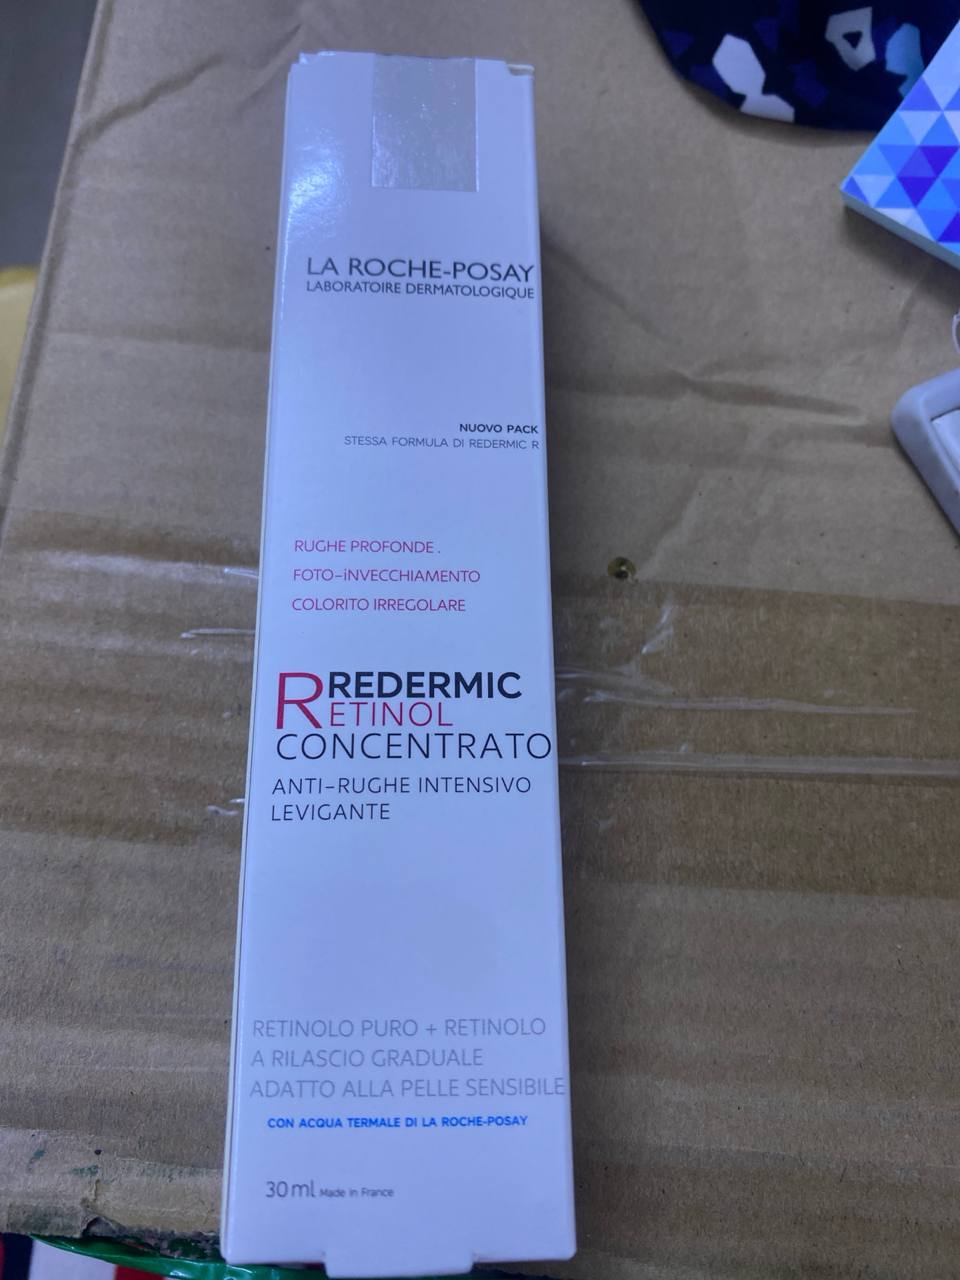 LA ROCHE-POSAY
LABORATOIRE DERMATOLOGIQUE
NUOVO PACK
STESSA FORMULA DI REDERMIC R
RUGHE PROFONDE .
FOTO-iNVECCHIAMENTO
COLORITO IRREGOLARE
REDERMIC
RETINOL
CONCENTRATO
ANTI-RUGHE INTENSIVO
LEVIGANTE
RETINOLO PURO + RETINOLO
A RILASCIO GRADUALE
ADATTO ALLA PELLE SENSIBILE
CON ACQUA TERMALE DI LA ROCHE-POSAY
30 ml Made in France